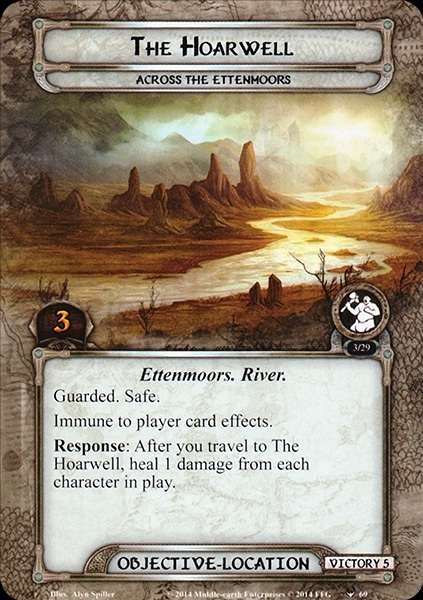 THE HOARWELL
ACROSS THE ETTENMOORS
3
3/29
Ettenmoors. River.
Guarded. Safe.
Immune to player card effects.
Response: After you travel to The
Hoarwell, heal 1 damage from each
character in play.
OBJECTIVE-LOCATION
VICTORY 5
Illus. Alyn Spiller
2014 Middle-earth Enterprises © 2014 FFG
69